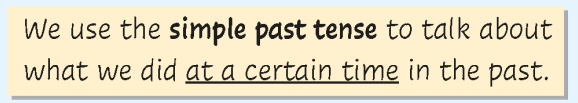 We use the simple past tense to talk about
what we did at a certain time in the past.